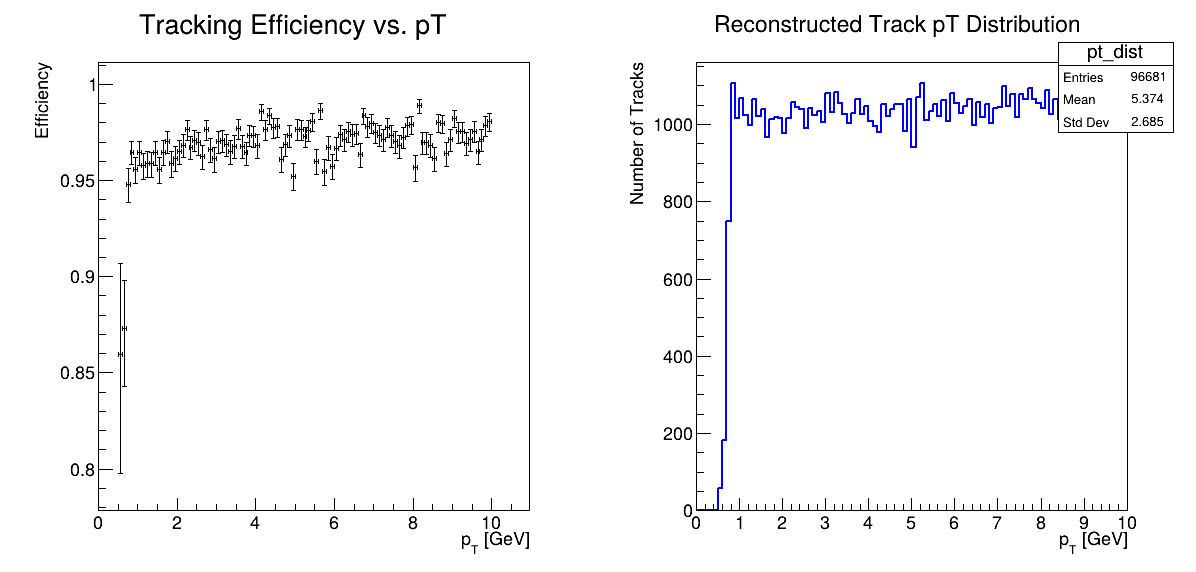 Tracking Efficiency vs. pT
Efficiency
1
0.95
0.9
0.85
0.8
0 2 4 6 8 10
pT [GeV]
Reconstructed Track pT Distribution
pt_dist
Entries 96681
Mean 5.374
Std Dev 2.685
Number of Tracks
1000
800
600
400
200
0
0 1 2 3 4 5 6 7 8 9 10
pT [GeV]